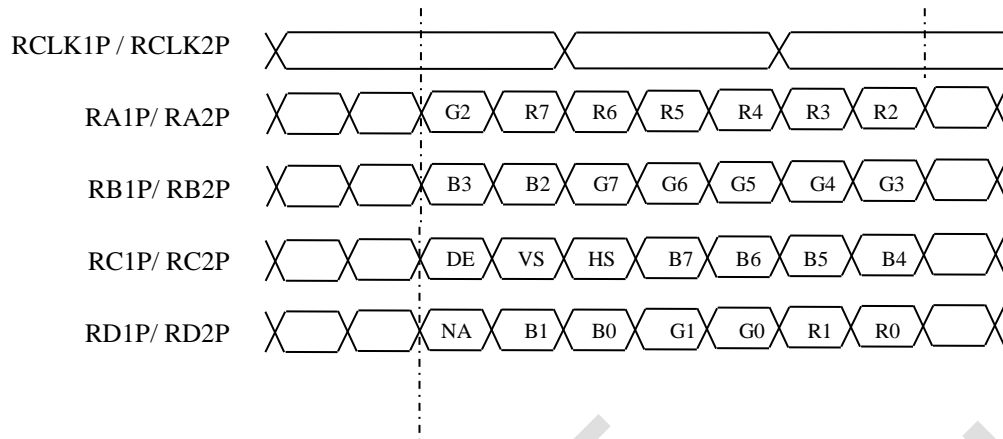 RCLK1P / RCLK2P
RA1P/ RA2P G2 R7 R6 R5 R4 R3 R2
RB1P/ RB2P B3 B2 G7 G6 G5 G4 G3
RC1P/ RC2P DE VS HS B7 B6 B5 B4
RD1P/ RD2P NA B1 B0 G1 G0 R1 R0